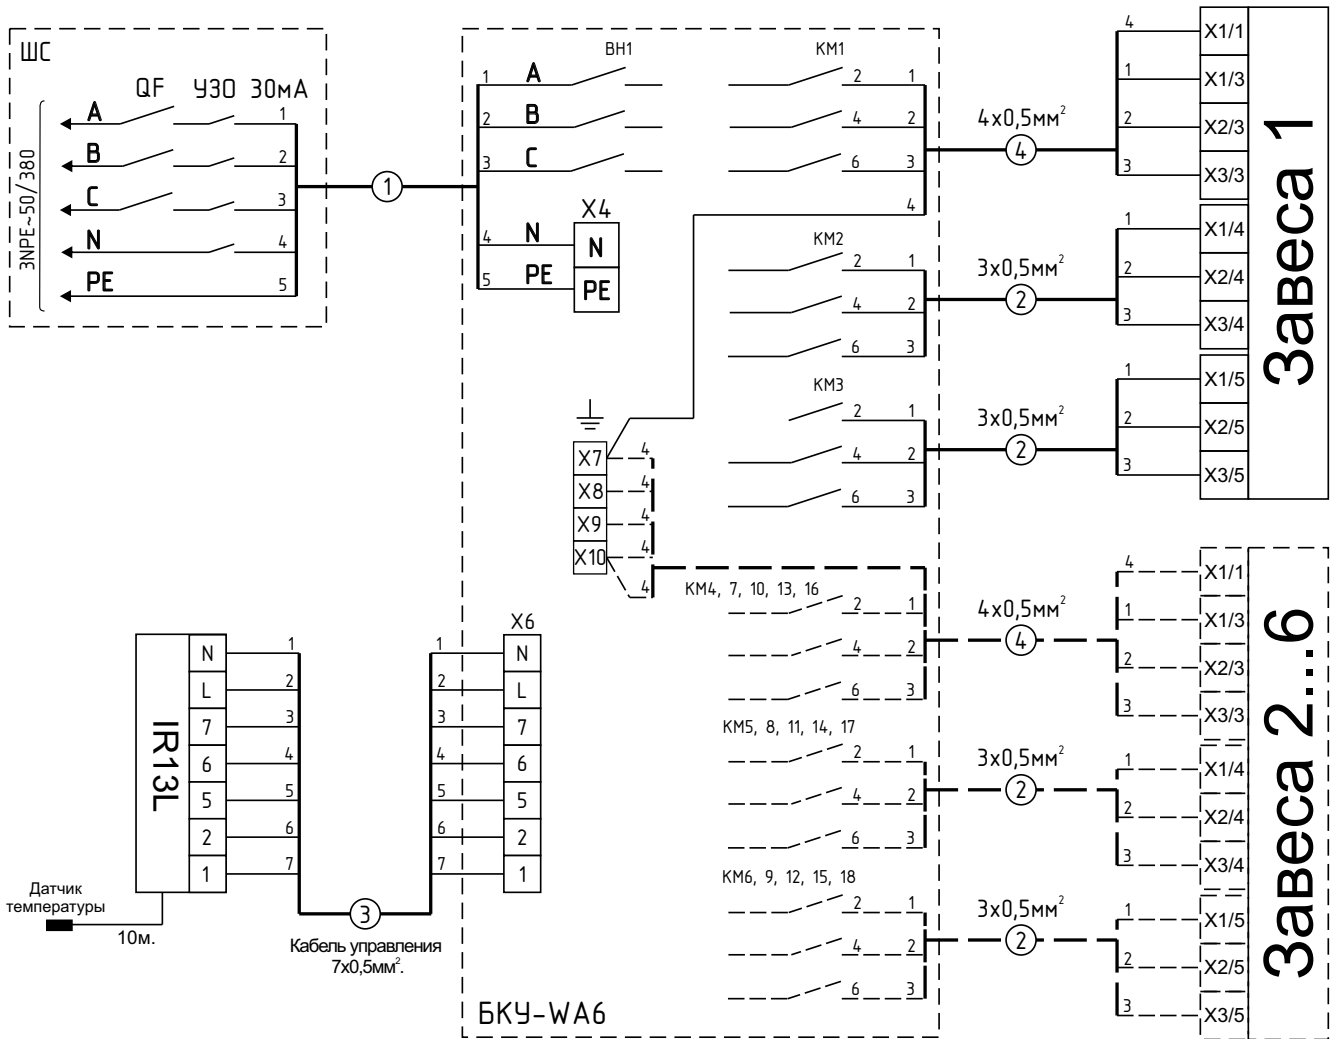 ШС
QF УЗО 30мА
3NPE~50/380
A 1
B 2
C 3
N 4
PE 5
1
ВН1
1 A
2 B
3 C
4 N
5 PE
X4
N
PE
КМ1
2 1
4 2
6 3
4
4х0,5мм²
4
4 X1/1
1 X1/3
2 X2/3
3 X3/3
КМ2
2 1
4 2
6 3
3х0,5мм²
2
1 X1/4
2 X2/4
3 X3/4
КМ3
2 1
4 2
6 3
3х0,5мм²
2
1 X1/5
2 X2/5
3 X3/5
Завеса 1
X7 4
X8 4
X9 4
X10 4
4
КМ4, 7, 10, 13, 16
2 1
4 2
6 3
4х0,5мм²
4
4 X1/1
1 X1/3
2 X2/3
3 X3/3
КМ5, 8, 11, 14, 17
2 1
4 2
6 3
3х0,5мм²
2
1 X1/4
2 X2/4
3 X3/4
КМ6, 9, 12, 15, 18
2 1
4 2
6 3
3х0,5мм²
2
1 X1/5
2 X2/5
3 X3/5
Завеса 2...6
IR13L
N 1
L 2
7 3
6 4
5 5
2 6
1 7
X6
1 N
2 L
3 7
4 6
5 5
6 2
7 1
3
Кабель управления
7х0,5мм².
Датчик
температуры
10м.
БКУ-WA6